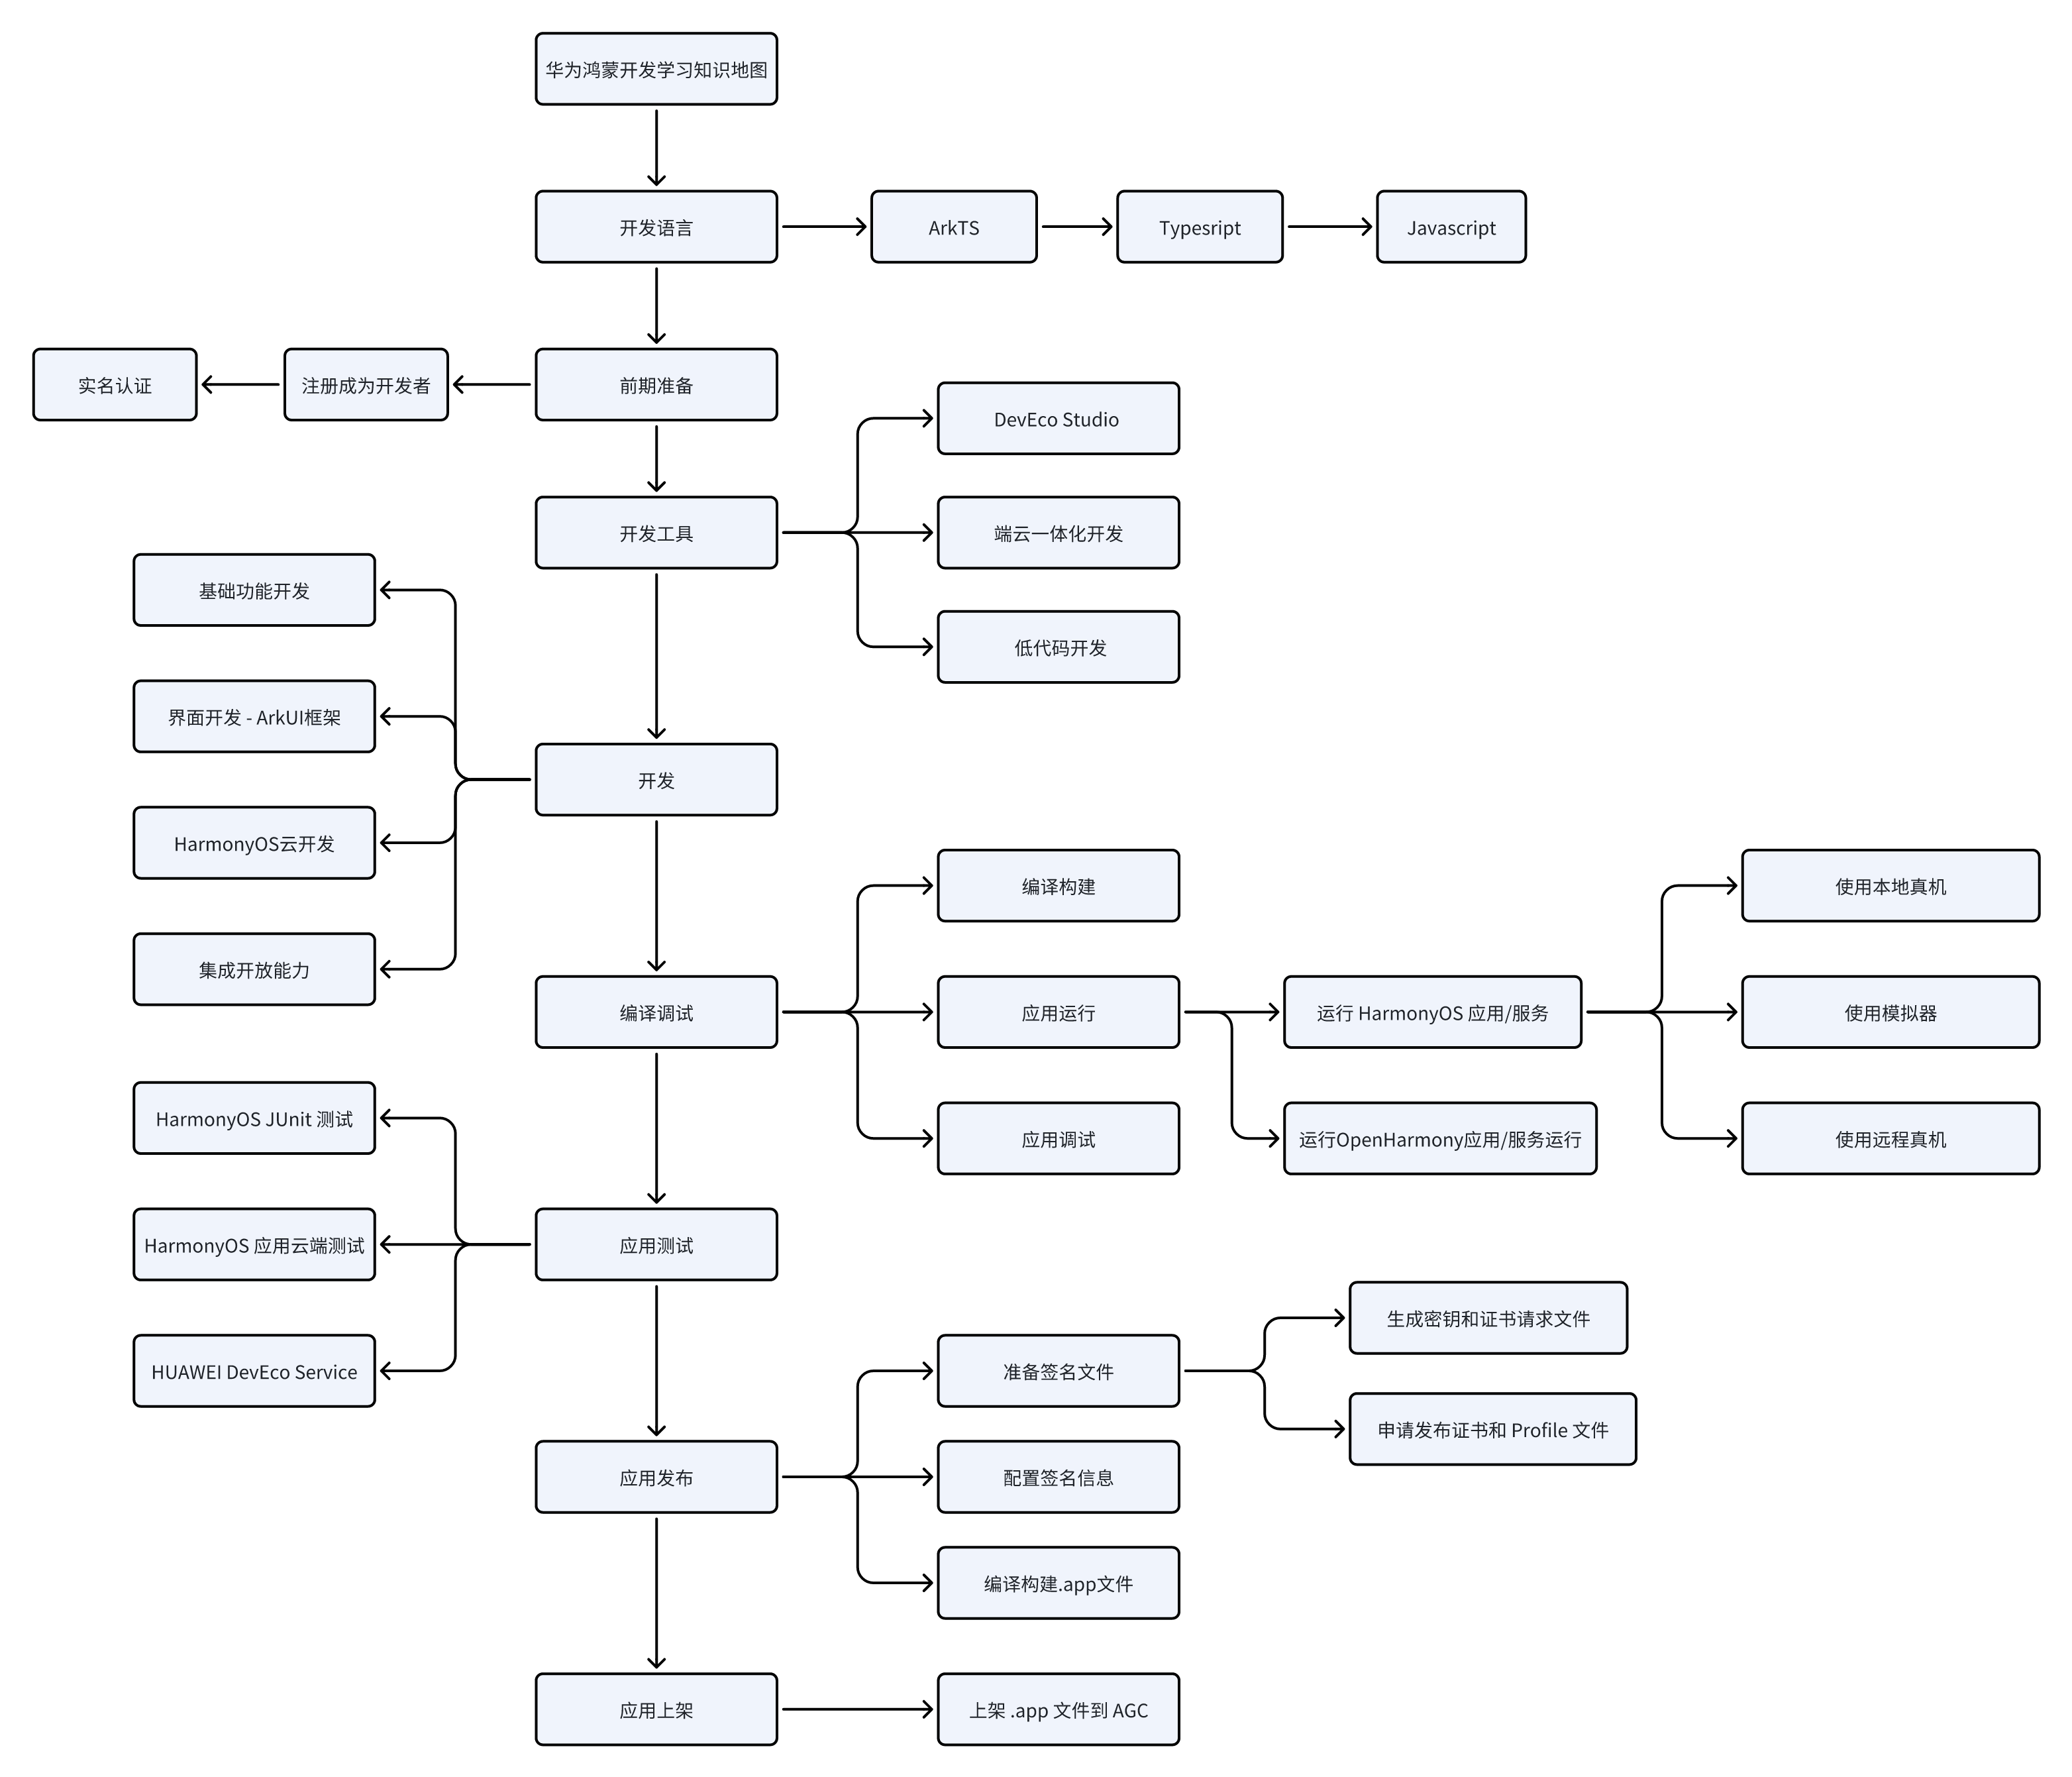 华为鸿蒙开发学习知识地图
开发语言
ArkTS
Typesript
Javascript
实名认证
注册成为开发者
前期准备
DevEco Studio
开发工具
端云一体化开发
低代码开发
基础功能开发
界面开发 - ArkUI框架
开发
HarmonyOS云开发
集成开放能力
编译构建
使用本地真机
编译调试
应用运行
运行 HarmonyOS 应用/服务
使用模拟器
应用调试
运行OpenHarmony应用/服务运行
使用远程真机
HarmonyOS JUnit 测试
HarmonyOS 应用云端测试
应用测试
HUAWEI DevEco Service
准备签名文件
生成密钥和证书请求文件
申请发布证书和 Profile 文件
应用发布
配置签名信息
编译构建.app文件
应用上架
上架 .app 文件到 AGC